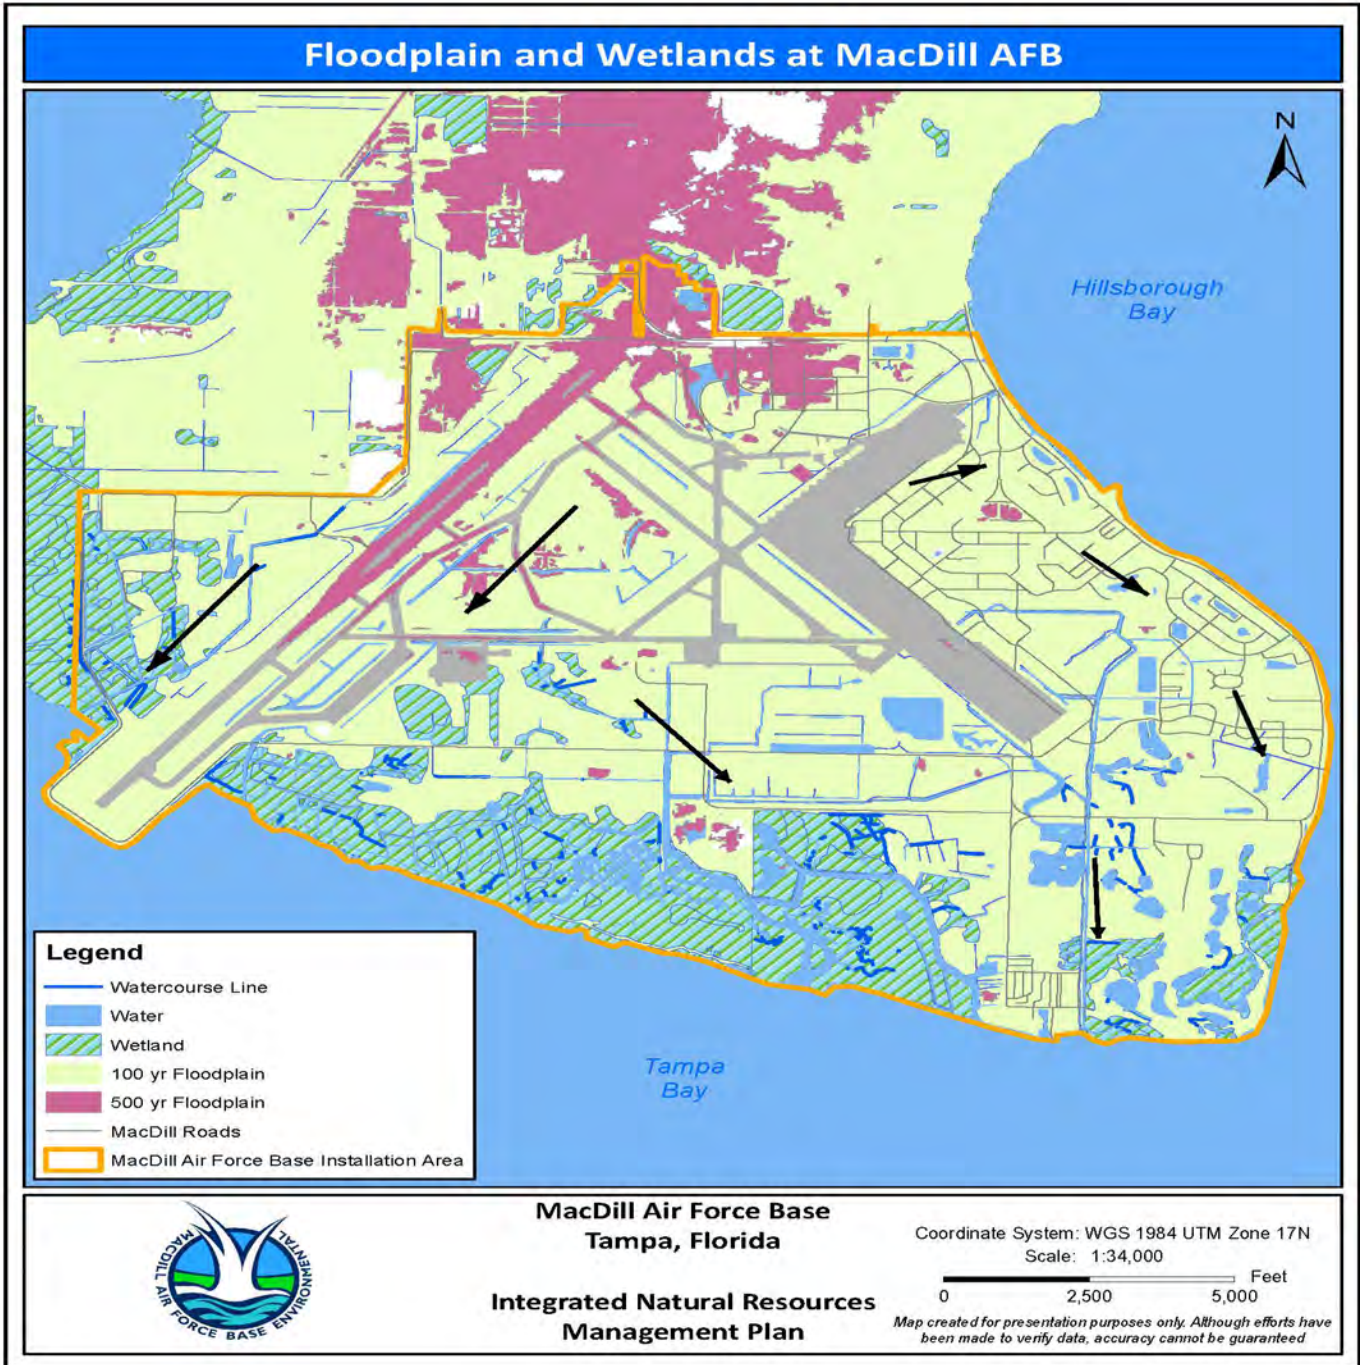 Floodplain and Wetlands at MacDill AFB
N
Hillsborough
Bay
Tampa
Bay
Legend
Watercourse Line
Water
Wetland
100 yr Floodplain
500 yr Floodplain
MacDill Roads
MacDill Air Force Base Installation Area
MACDILL AIR FORCE BASE ENVIRONMENTAL
MacDill Air Force Base
Tampa, Florida
Integrated Natural Resources
Management Plan
Coordinate System: WGS 1984 UTM Zone 17N
Scale: 1:34,000
Feet
0 2,500 5,000
Map created for presentation purposes only. Although efforts have
been made to verify data, accuracy cannot be guaranteed